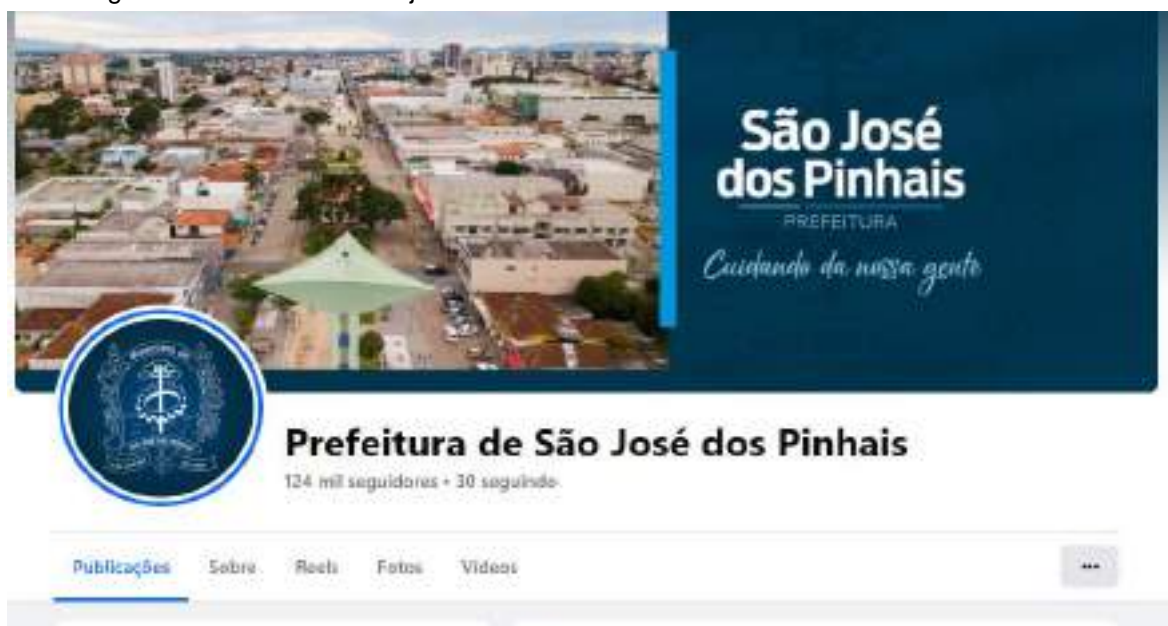 São José
dos Pinhais
PREFEITURA
Cuidando da nossa gente
Prefeitura de São José dos Pinhais
124 mil seguidores • 30 seguindo
Publicações Sobre Reels Fotos Vídeos